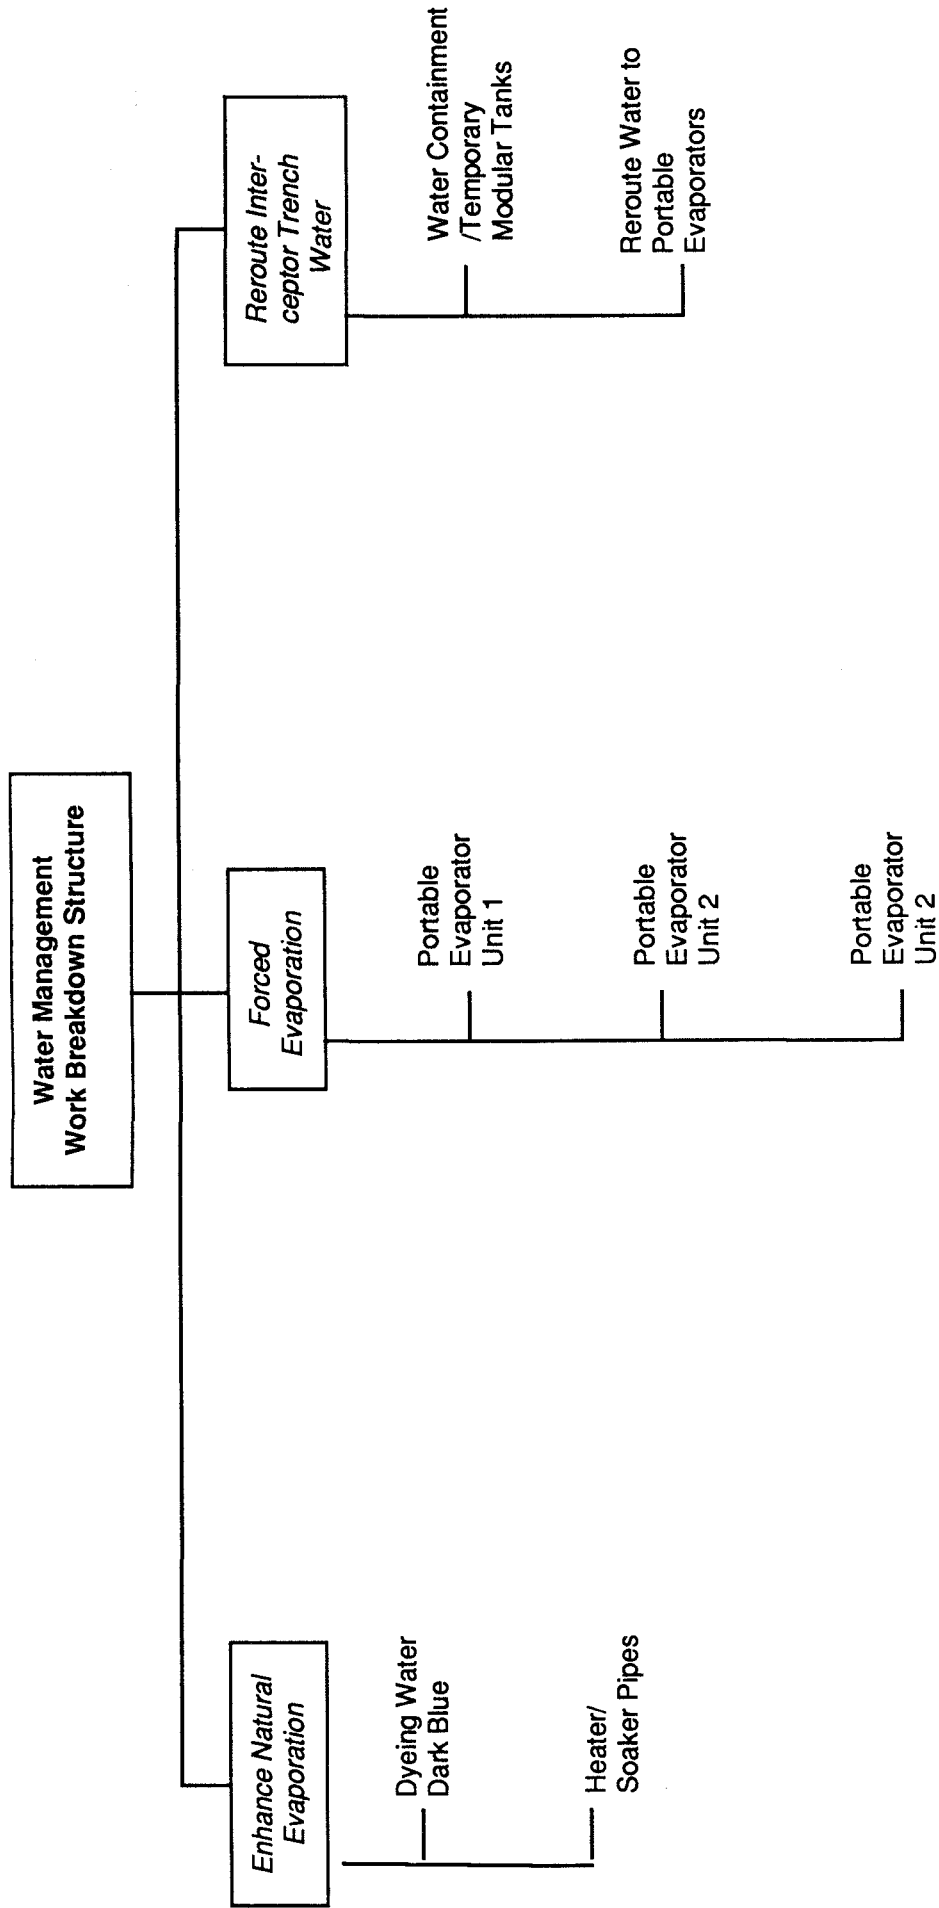 Water Management
Work Breakdown Structure
Enhance Natural
Evaporation
Dyeing Water
Dark Blue
Heater/
Soaker Pipes
Forced
Evaporation
Portable
Evaporator
Unit 1
Portable
Evaporator
Unit 2
Portable
Evaporator
Unit 2
Reroute Inter-
ceptor Trench
Water
Water Containment
/Temporary
Modular Tanks
Reroute Water to
Portable
Evaporators